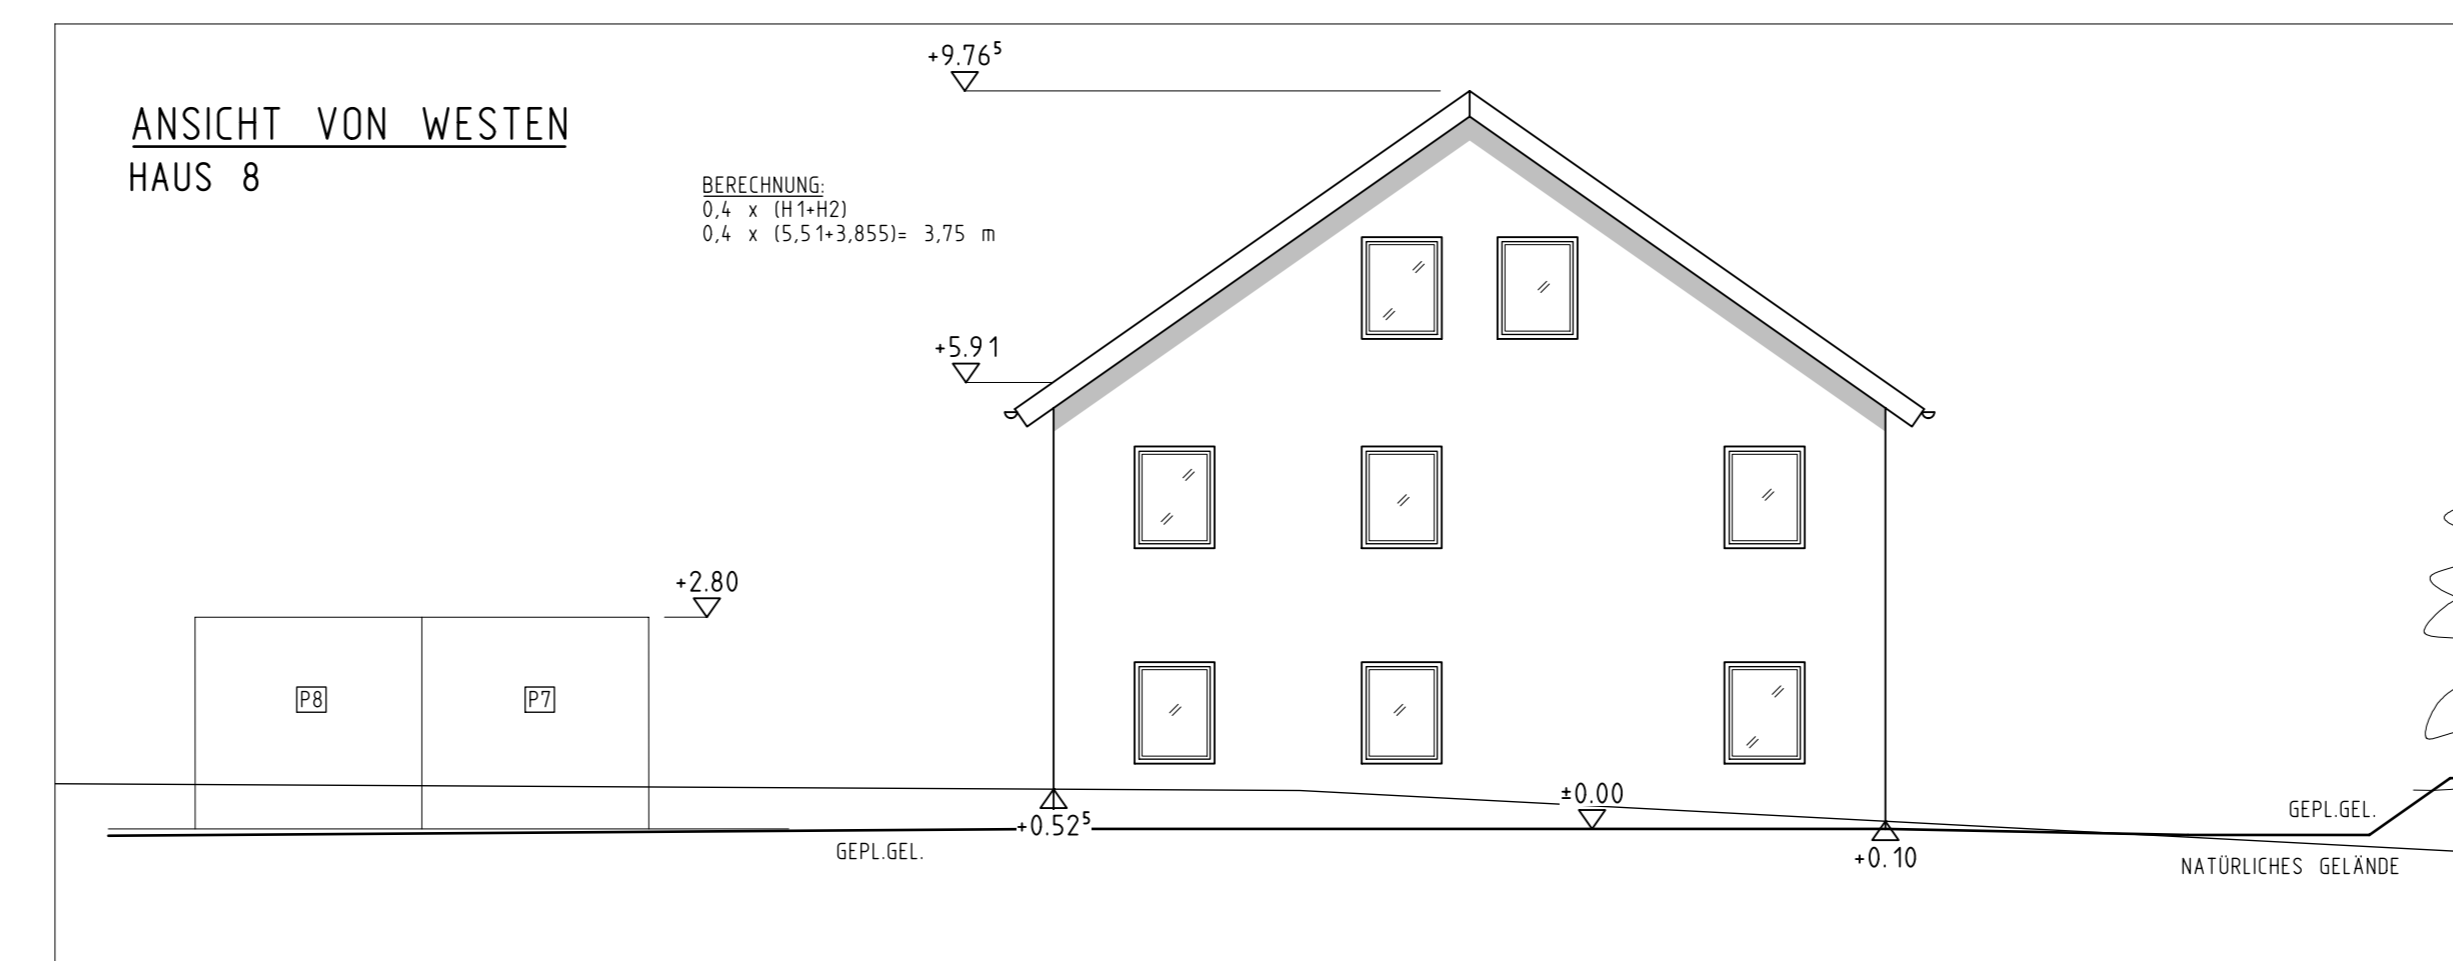 +9.76⁵
ANSICHT VON WESTEN
HAUS 8
BERECHNUNG:
0,4 x (H1+H2)
0,4 x (5,51+3,855)= 3,75 m
+5.91
+2.80
P8
P7
±0.00
+0.52⁵
GEPL.GEL.
GEPL.GEL.
+0.10
NATÜRLICHES GELÄNDE